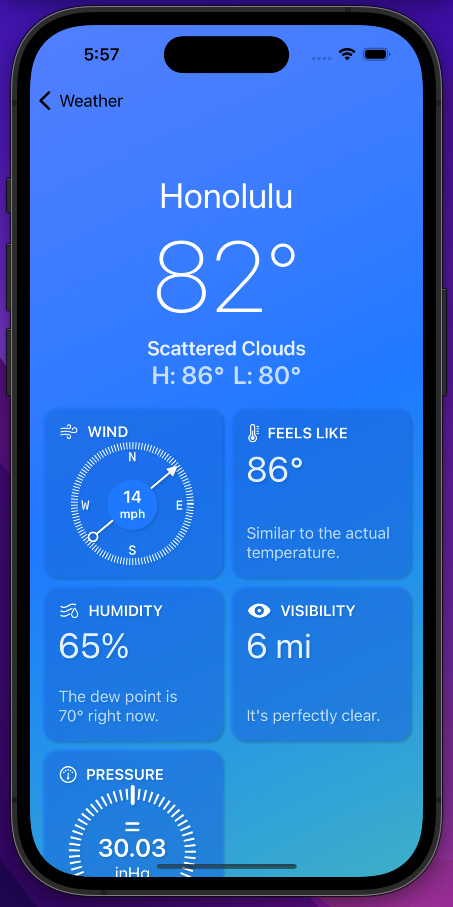 5:57
Weather
Honolulu
82°
Scattered Clouds
H: 86° L: 80°
WIND
N
W
14
mph
E
S
FEELS LIKE
86°
Similar to the actual
temperature.
HUMIDITY
65%
The dew point is
70° right now.
VISIBILITY
6 mi
It's perfectly clear.
PRESSURE
=
30.03
inHg